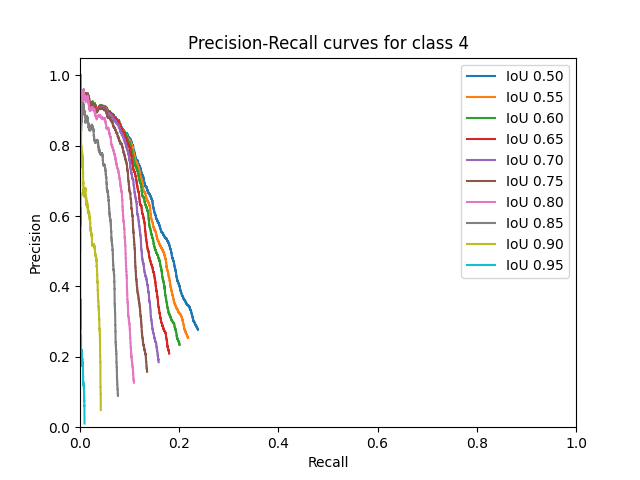 Precision-Recall curves for class 4
Precision
1.0
0.8
0.6
0.4
0.2
0.0
0.0
0.2
0.4
0.6
0.8
1.0
Recall
IoU 0.50
IoU 0.55
IoU 0.60
IoU 0.65
IoU 0.70
IoU 0.75
IoU 0.80
IoU 0.85
IoU 0.90
IoU 0.95